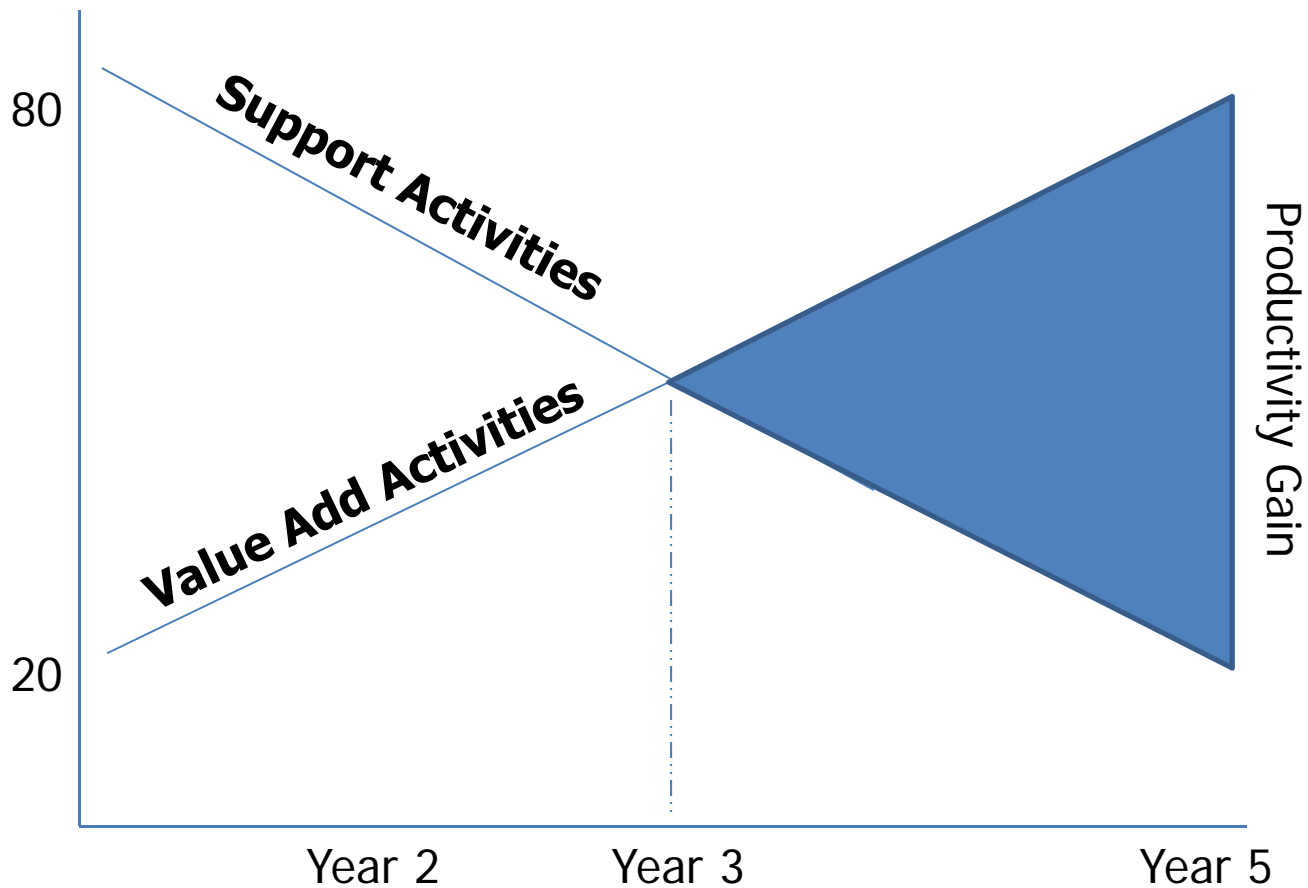 80
Support Activities
Value Add Activities
20
Productivity Gain
Year 2
Year 3
Year 5